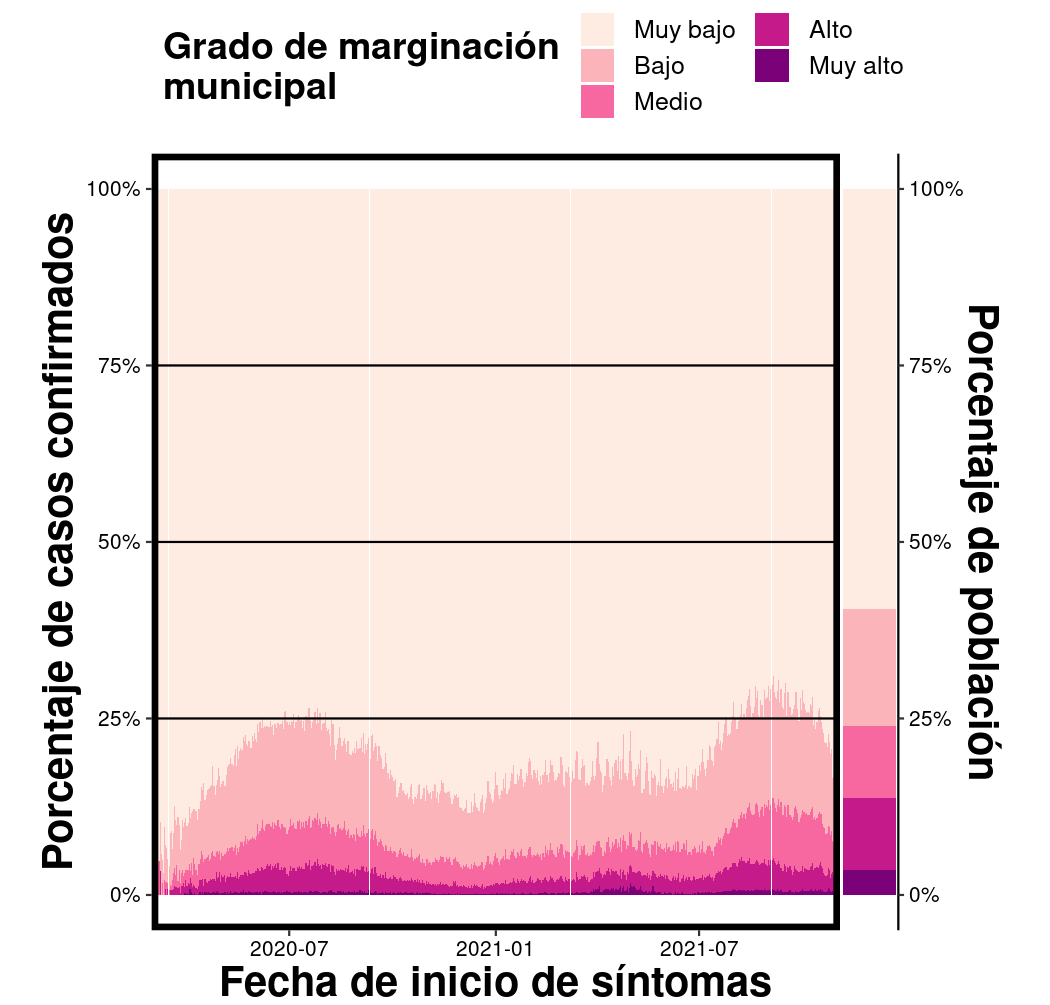 Grado de marginación
municipal
Muy bajo
Bajo
Medio
Alto
Muy alto
Porcentaje de casos confirmados
100%
75%
50%
25%
0%
100%
75%
50%
25%
0%
Porcentaje de población
2020-07
2021-01
2021-07
Fecha de inicio de síntomas